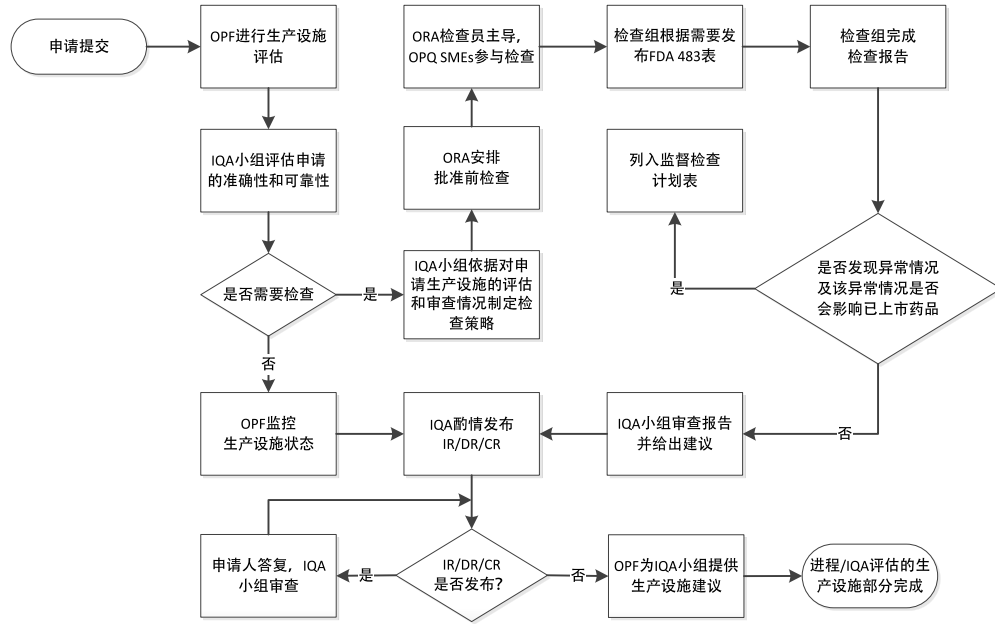 申请提交
OPF进行生产设施
评估
ORA检查员主导，
OPQ SMEs参与检查
检查组根据需要发
布FDA 483表
检查组完成
检查报告
IQA小组评估申请
的准确性和可靠性
ORA安排
批准前检查
列入监督检查
计划表
是否需要检查
是
IQA小组依据对申
请生产设施的评估
和审查情况制定检
查策略
是
是否发现异常情况
及该异常情况是否
会影响已上市药品
否
OPF监控
生产设施状态
IQA酌情发布
IR/DR/CR
IQA小组审查报告
并给出建议
否
申请人答复，IQA
小组审查
是
IR/DR/CR
是否发布？
否
OPF为IQA小组提供
生产设施建议
进程/IQA评估的生
产设施部分完成